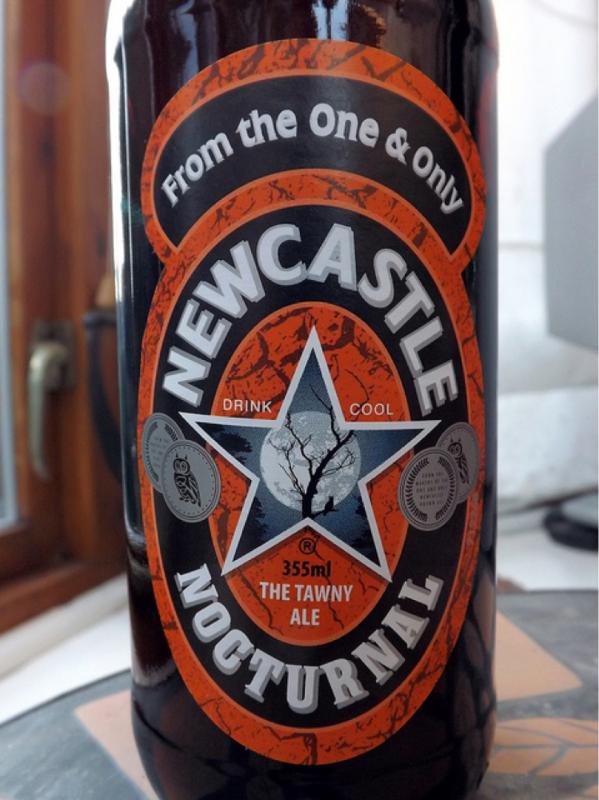 From the One & Only
NEWCASTLE
DRINK COOL
®
355ml
THE TAWNY
ALE
NOCTURNAL